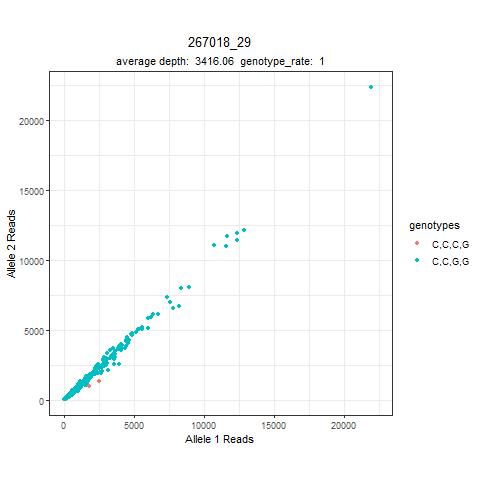 267018_29
average depth:  3416.06  genotype_rate:  1
20000
15000
10000
5000
0
Allele 2 Reads
0 5000 10000 15000 20000
Allele 1 Reads
genotypes
C,C,C,G
C,C,G,G